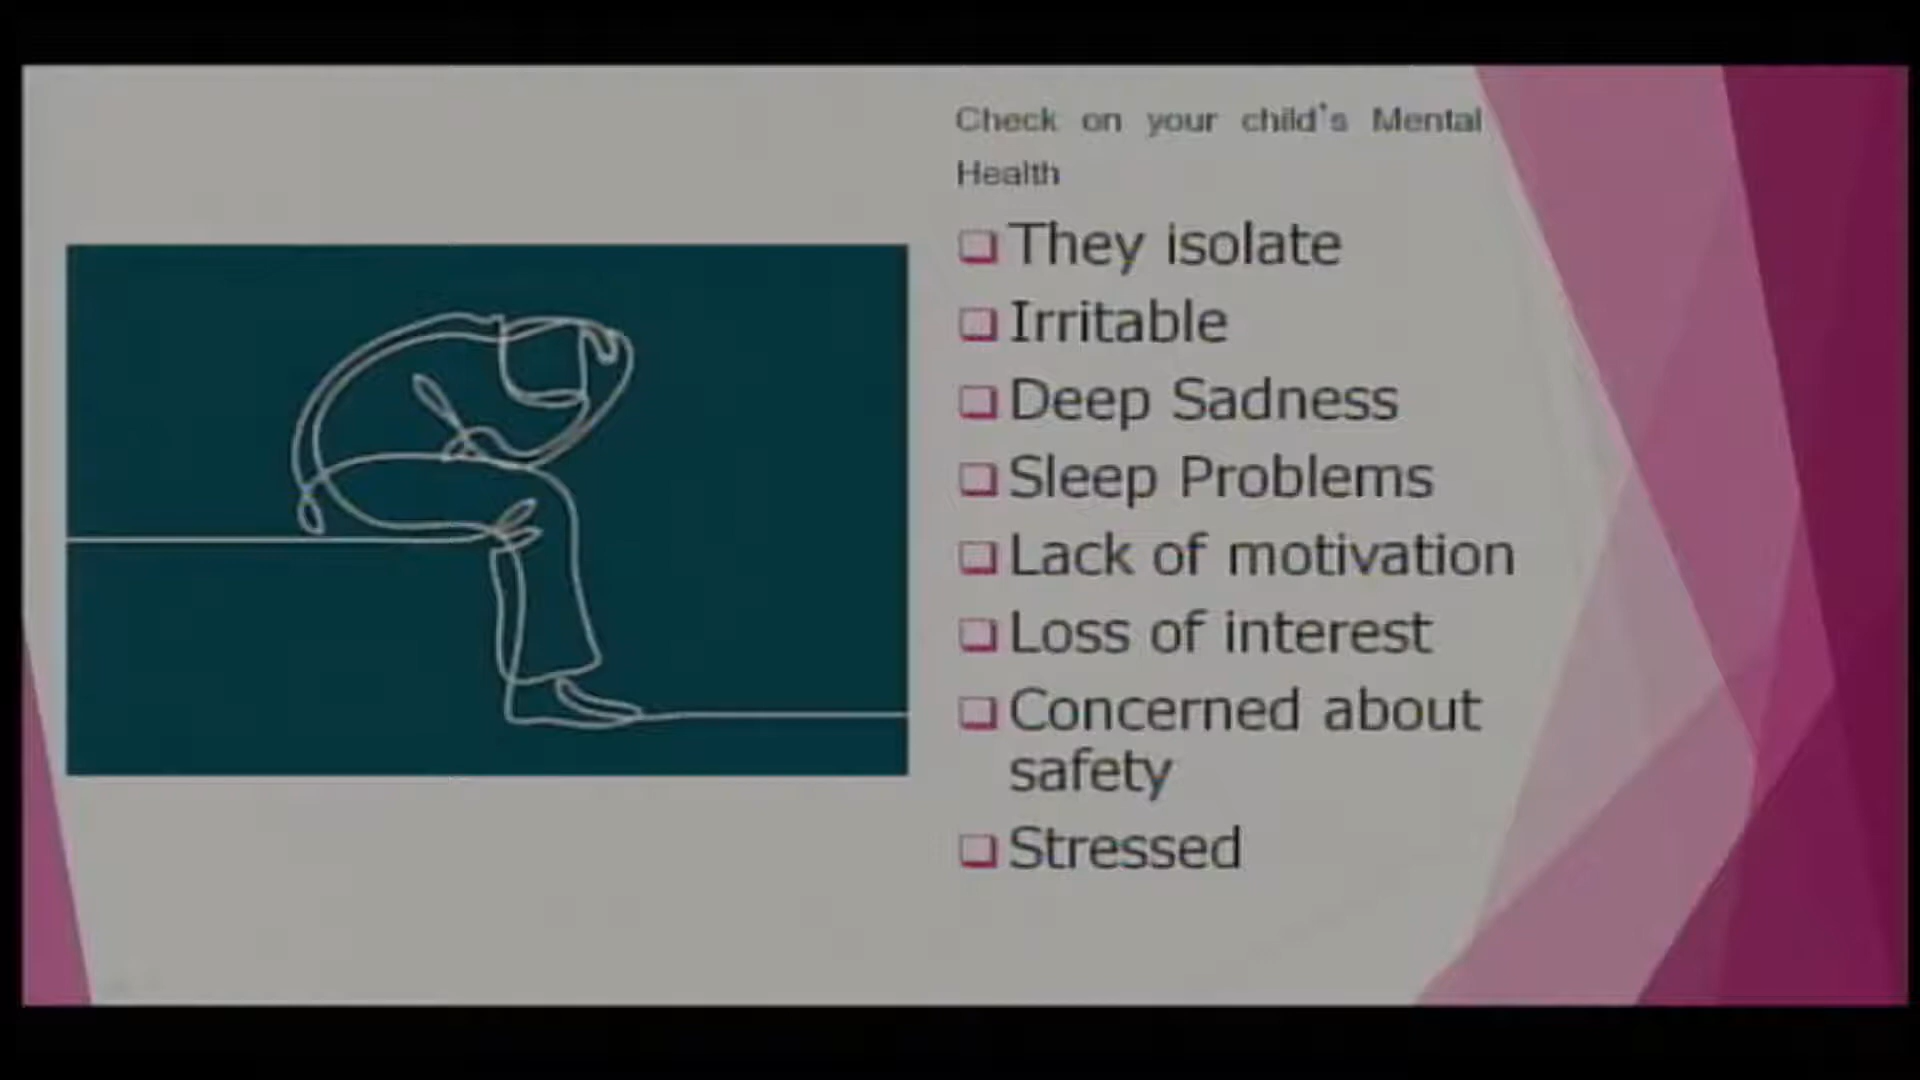 Check on your child's Mental
Health
They isolate
Irritable
Deep Sadness
Sleep Problems
Lack of motivation
Loss of interest
Concerned about
safety
Stressed